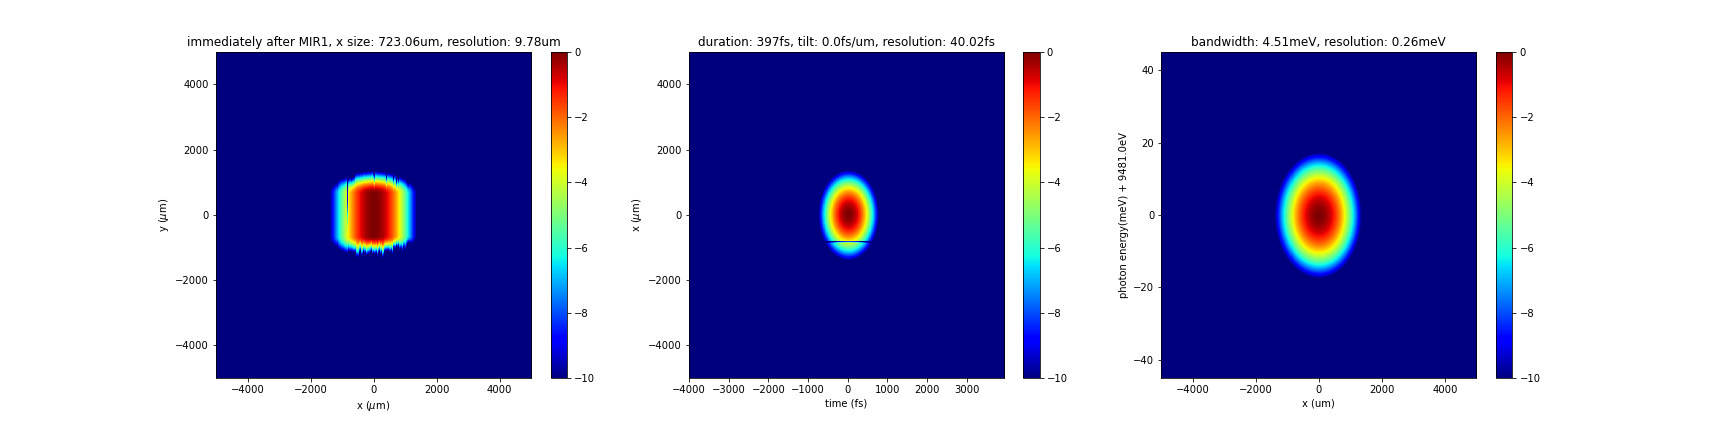 immediately after MIR1, x size: 723.06um, resolution: 9.78um
4000
2000
0
−2000
−4000
y (μm)
−4000 −2000 0 2000 4000
x (μm)
0
−2
−4
−6
−8
−10
duration: 397fs, tilt: 0.0fs/um, resolution: 40.02fs
4000
2000
0
−2000
−4000
x (μm)
−4000 −3000 −2000 −1000 0 1000 2000 3000
time (fs)
0
−2
−4
−6
−8
−10
bandwidth: 4.51meV, resolution: 0.26meV
40
20
0
−20
−40
photon energy(meV) + 9481.0eV
−4000 −2000 0 2000 4000
x (um)
0
−2
−4
−6
−8
−10